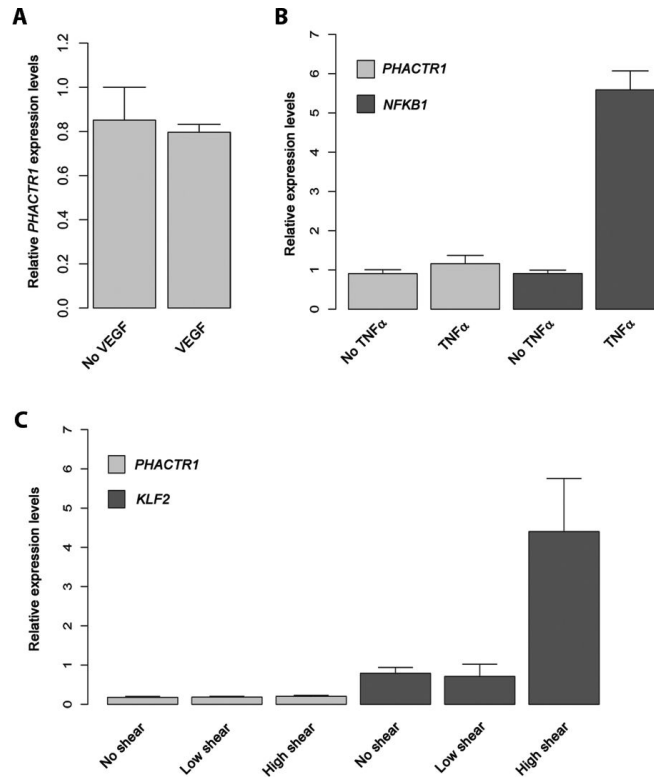 A
Relative PHACTR1 expression levels
1.2
1.0
0.8
0.6
0.4
0.2
0.0
No VEGF
VEGF
B
Relative expression levels
7
6
5
4
3
2
1
0
PHACTR1
NFKB1
No TNFα
TNFα
No TNFα
TNFα
C
Relative expression levels
7
6
5
4
3
2
1
0
PHACTR1
KLF2
No shear
Low shear
High shear
No shear
Low shear
High shear